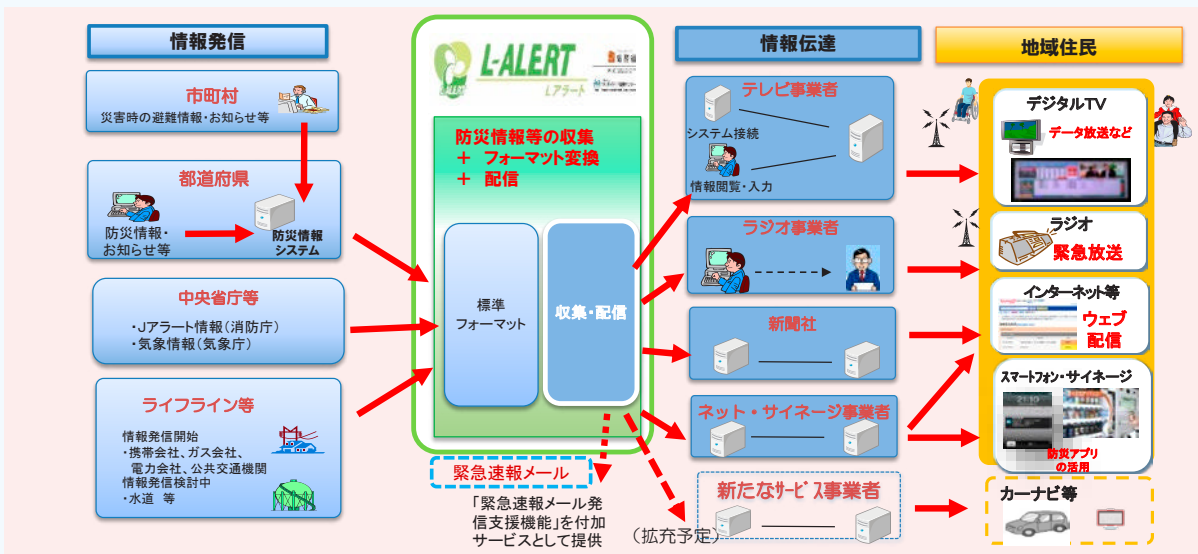 情報発信
市町村
災害時の避難情報・お知らせ等
都道府県
防災情報・
お知らせ等
防災情報
システム
中央省庁等
・Jアラート情報(消防庁)
・気象情報(気象庁)
ライフライン等
情報発信開始
・携帯会社、ガス会社、
電力会社、公共交通機関
情報発信検討中
・水道 等
L-ALERT
Lアラート
防災情報等の収集
+ フォーマット変換
+ 配信
標準
フォーマット
収集・配信
緊急速報メール
「緊急速報メール発
信支援機能」を付加
サービスとして提供
(拡充予定)
情報伝達
テレビ事業者
システム接続
情報閲覧・入力
ラジオ事業者
新聞社
ネット・サイネージ事業者
新たなサービス事業者
地域住民
デジタルTV
データ放送など
ラジオ
緊急放送
インターネット等
ウェブ
配信
スマートフォン・サイネージ
21:10
防災アプリ
の活用
カーナビ等